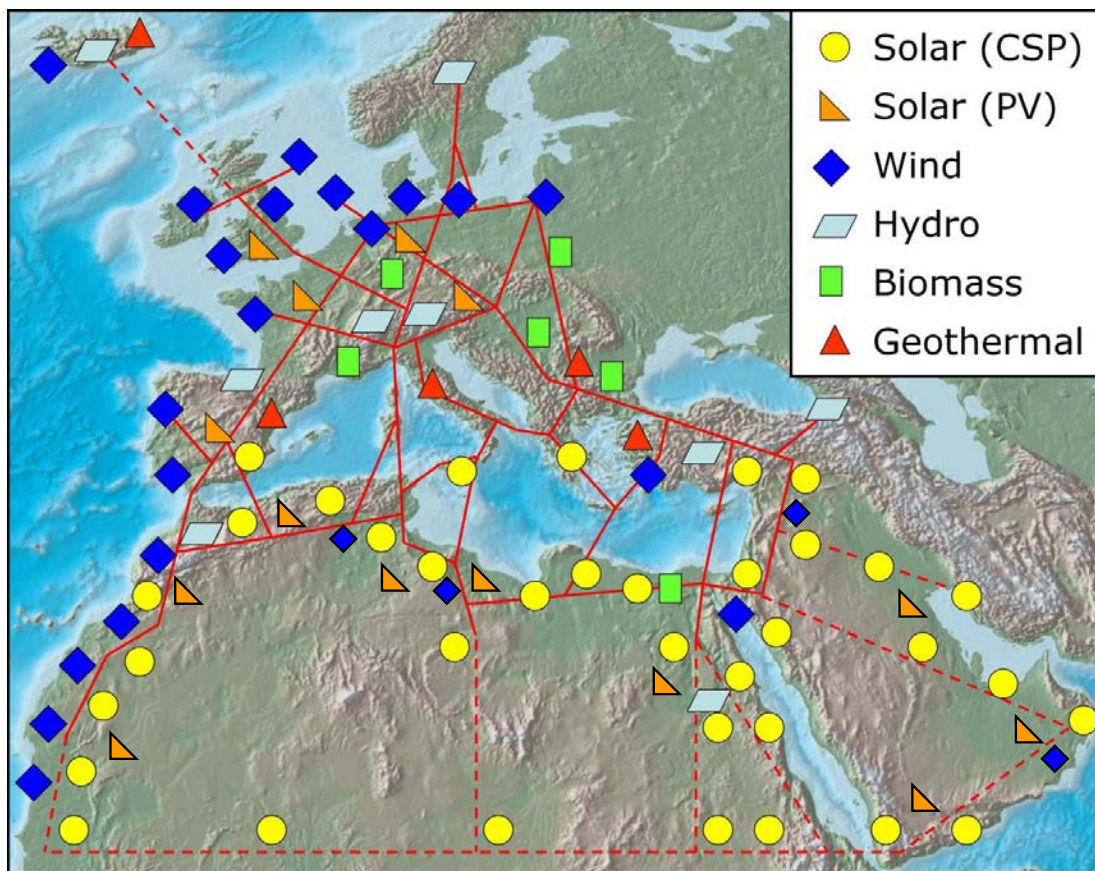 Solar (CSP)
Solar (PV)
Wind
Hydro
Biomass
Geothermal